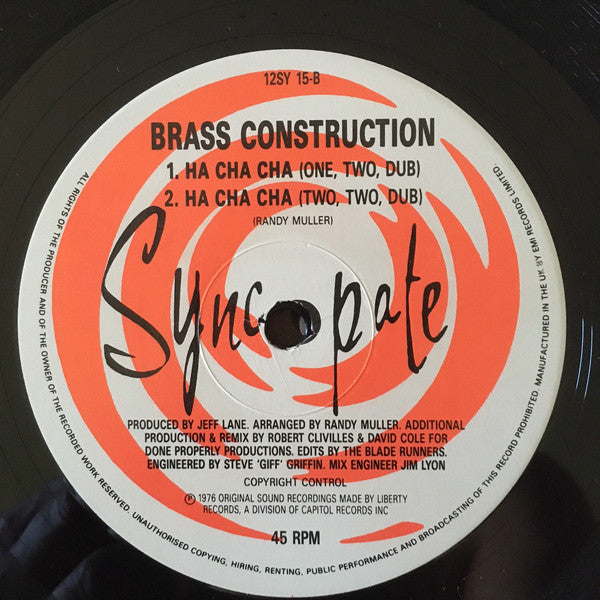 12SY 15-B
BRASS CONSTRUCTION
1. HA CHA CHA (ONE, TWO, DUB)
2. HA CHA CHA (TWO, TWO, DUB)
(RANDY MULLER)
Sync pate
PRODUCED BY JEFF LANE. ARRANGED BY RANDY MULLER. ADDITIONAL
PRODUCTION & REMIX BY ROBERT CLIVILLES & DAVID COLE FOR
DONE PROPERLY PRODUCTIONS. EDITS BY THE BLADE RUNNERS.
ENGINEERED BY STEVE 'GIFF' GRIFFIN. MIX ENGINEER JIM LYON
COPYRIGHT CONTROL
℗ 1976 ORIGINAL SOUND RECORDINGS MADE BY LIBERTY
RECORDS, A DIVISION OF CAPITOL RECORDS INC
45 RPM
ALL RIGHTS OF THE PRODUCER AND OF THE OWNER OF THE RECORDED WORK RESERVED. UNAUTHORISED COPYING, HIRING, RENTING, PUBLIC PERFORMANCE AND BROADCASTING OF THIS RECORD PROHIBITED. MANUFACTURED IN THE UK BY EMI RECORDS LIMITED.